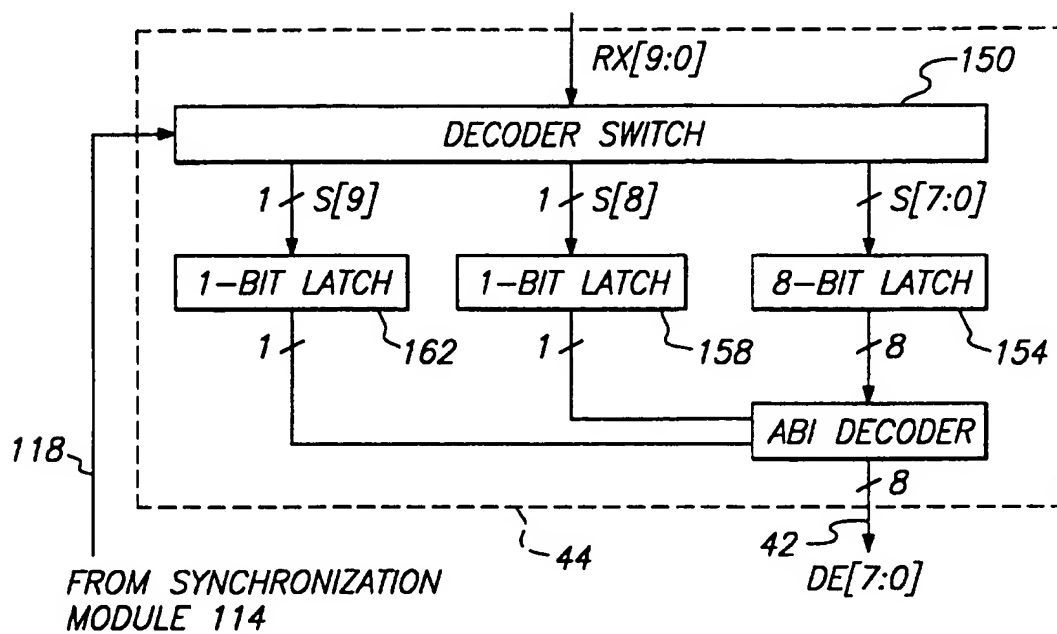 RX[9:0]
150
DECODER SWITCH
1 S[9]
1 S[8]
S[7:0]
1-BIT LATCH
1-BIT LATCH
8-BIT LATCH
1
162
1
158
8
154
ABI DECODER
118
8
44
42
DE[7:0]
FROM SYNCHRONIZATION
MODULE 114